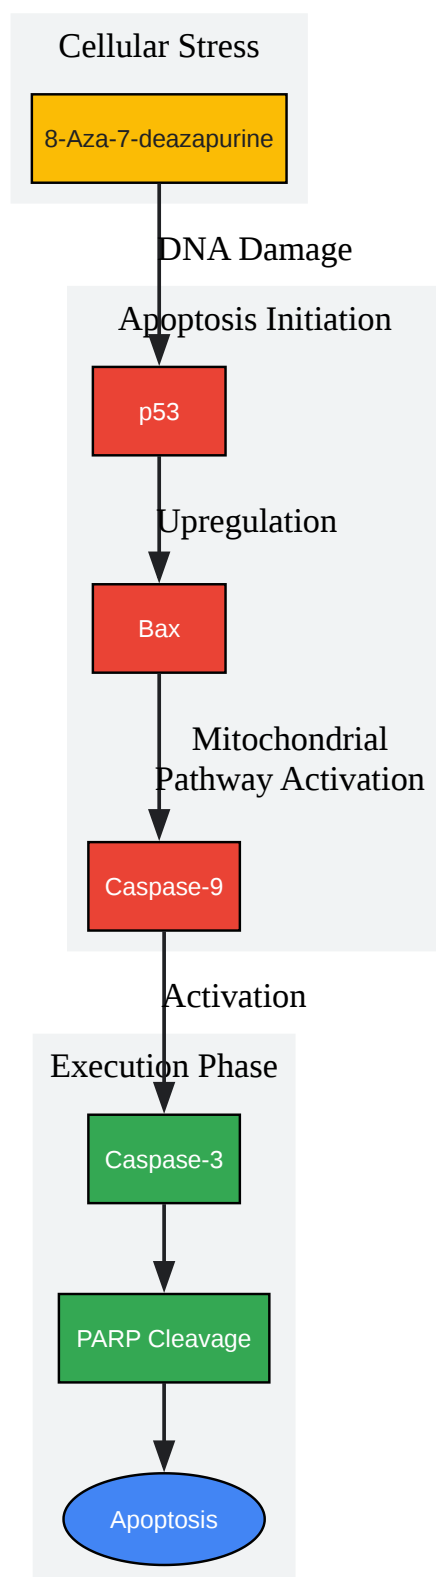 Cellular Stress
8-Aza-7-deazapurine
DNA Damage
Apoptosis Initiation
p53
Upregulation
Bax
Mitochondrial
Pathway Activation
Caspase-9
Activation
Execution Phase
Caspase-3
PARP Cleavage
Apoptosis